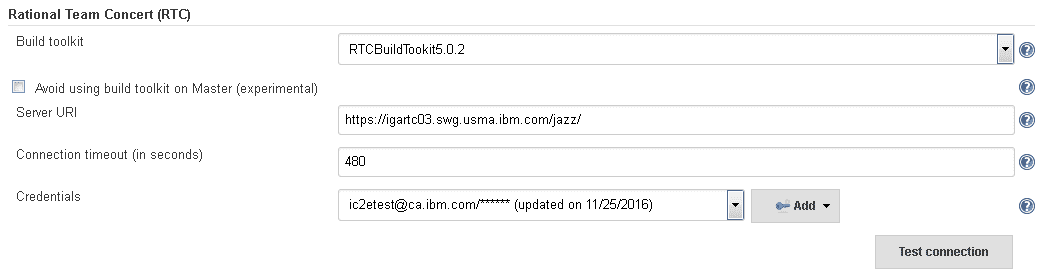 Rational Team Concert (RTC)
Build toolkit
RTCBuildTookit5.0.2
Avoid using build toolkit on Master (experimental)
Server URI
https://igartc03.swg.usma.ibm.com/jazz/
Connection timeout (in seconds)
480
Credentials
ic2etest@ca.ibm.com/****** (updated on 11/25/2016)
Add
Test connection